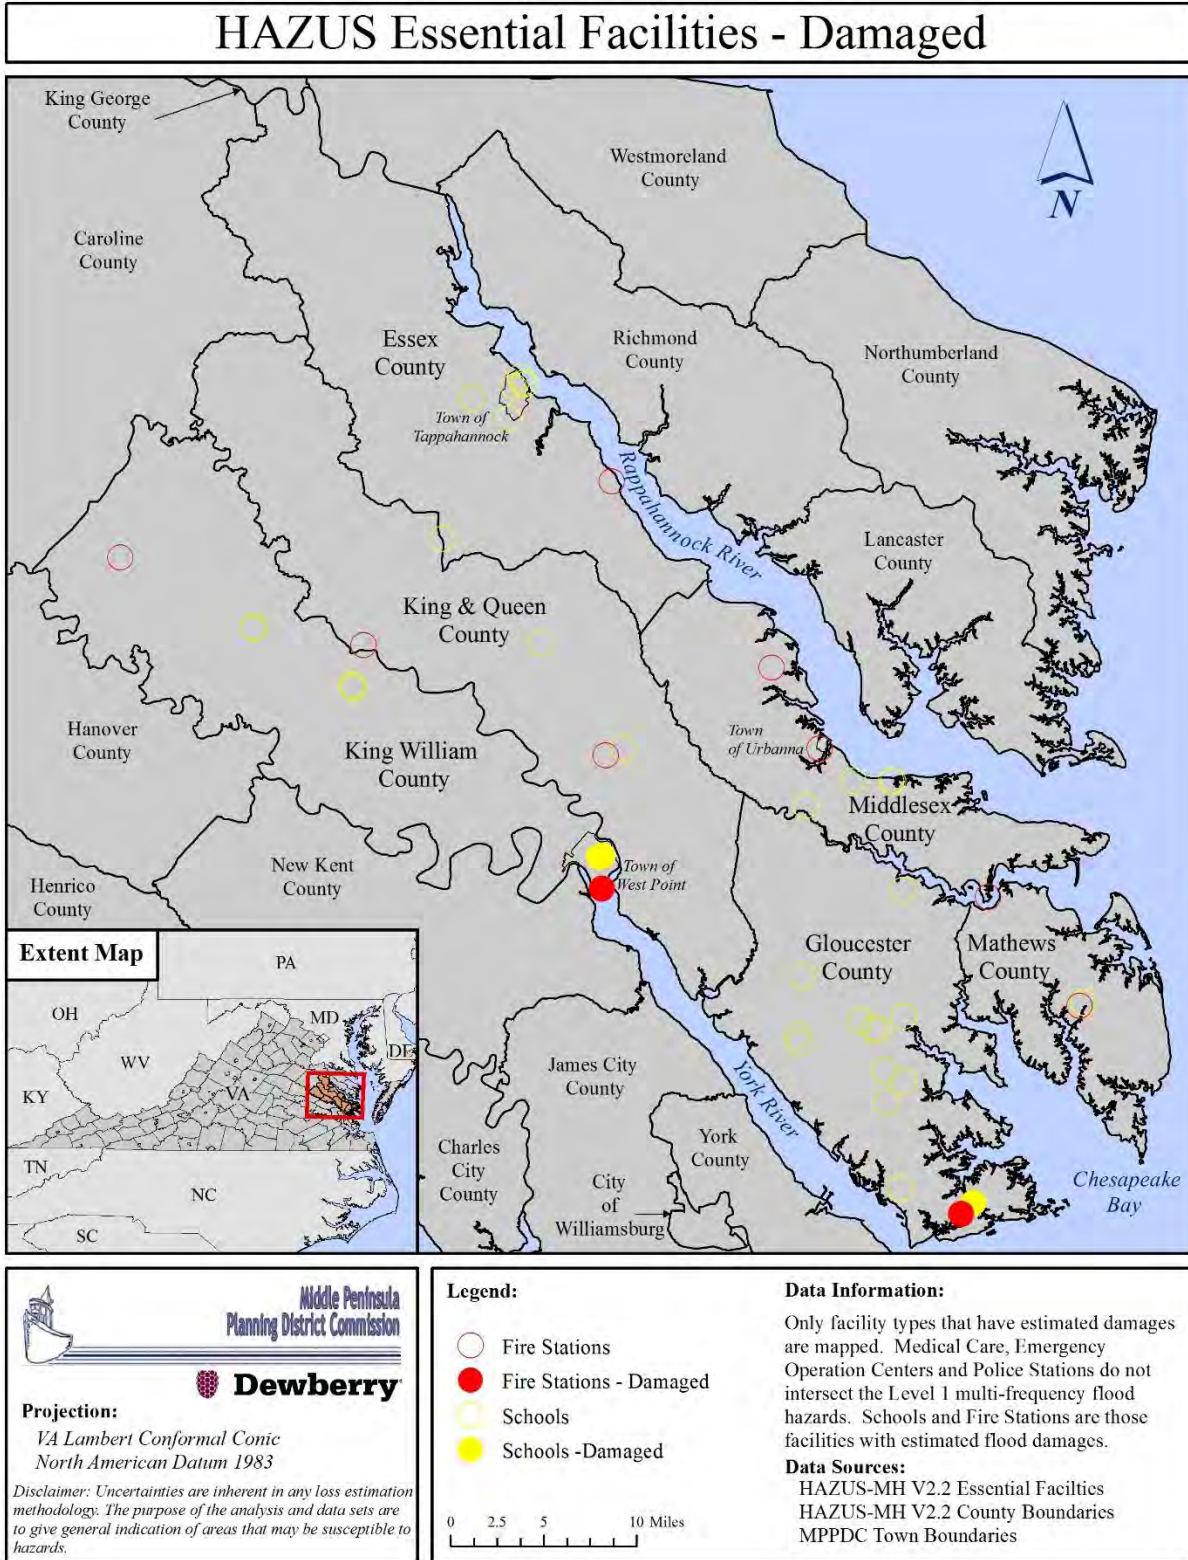 HAZUS Essential Facilities - Damaged
King George
County
Westmoreland
County
N
Caroline
County
Essex
County
Richmond
County
Northumberland
County
Town of
Tappahannock
Rappahannock River
Lancaster
County
King & Queen
County
Hanover
County
King William
County
Town
of Urbanna
Middlesex
County
New Kent
County
Henrico
County
Town of
West Point
Gloucester
County
Mathews
County
Extent Map
PA
OH
MD
DE
WV
VA
KY
TN
NC
SC
James City
County
York River
York
County
Charles
City
County
City
of
Williamsburg
Chesapeake
Bay
Middle Peninsula
Planning District Commission
Dewberry
Projection:
VA Lambert Conformal Conic
North American Datum 1983
Disclaimer: Uncertainties are inherent in any loss estimation
methodology. The purpose of the analysis and data sets are
to give general indication of areas that may be susceptible to
hazards.
Legend:
Fire Stations
Fire Stations - Damaged
Schools
Schools -Damaged
0 2.5 5 10 Miles
Data Information:
Only facility types that have estimated damages
are mapped. Medical Care, Emergency
Operation Centers and Police Stations do not
intersect the Level 1 multi-frequency flood
hazards. Schools and Fire Stations are those
facilities with estimated flood damages.
Data Sources:
HAZUS-MH V2.2 Essential Facilties
HAZUS-MH V2.2 County Boundaries
MPPDC Town Boundaries